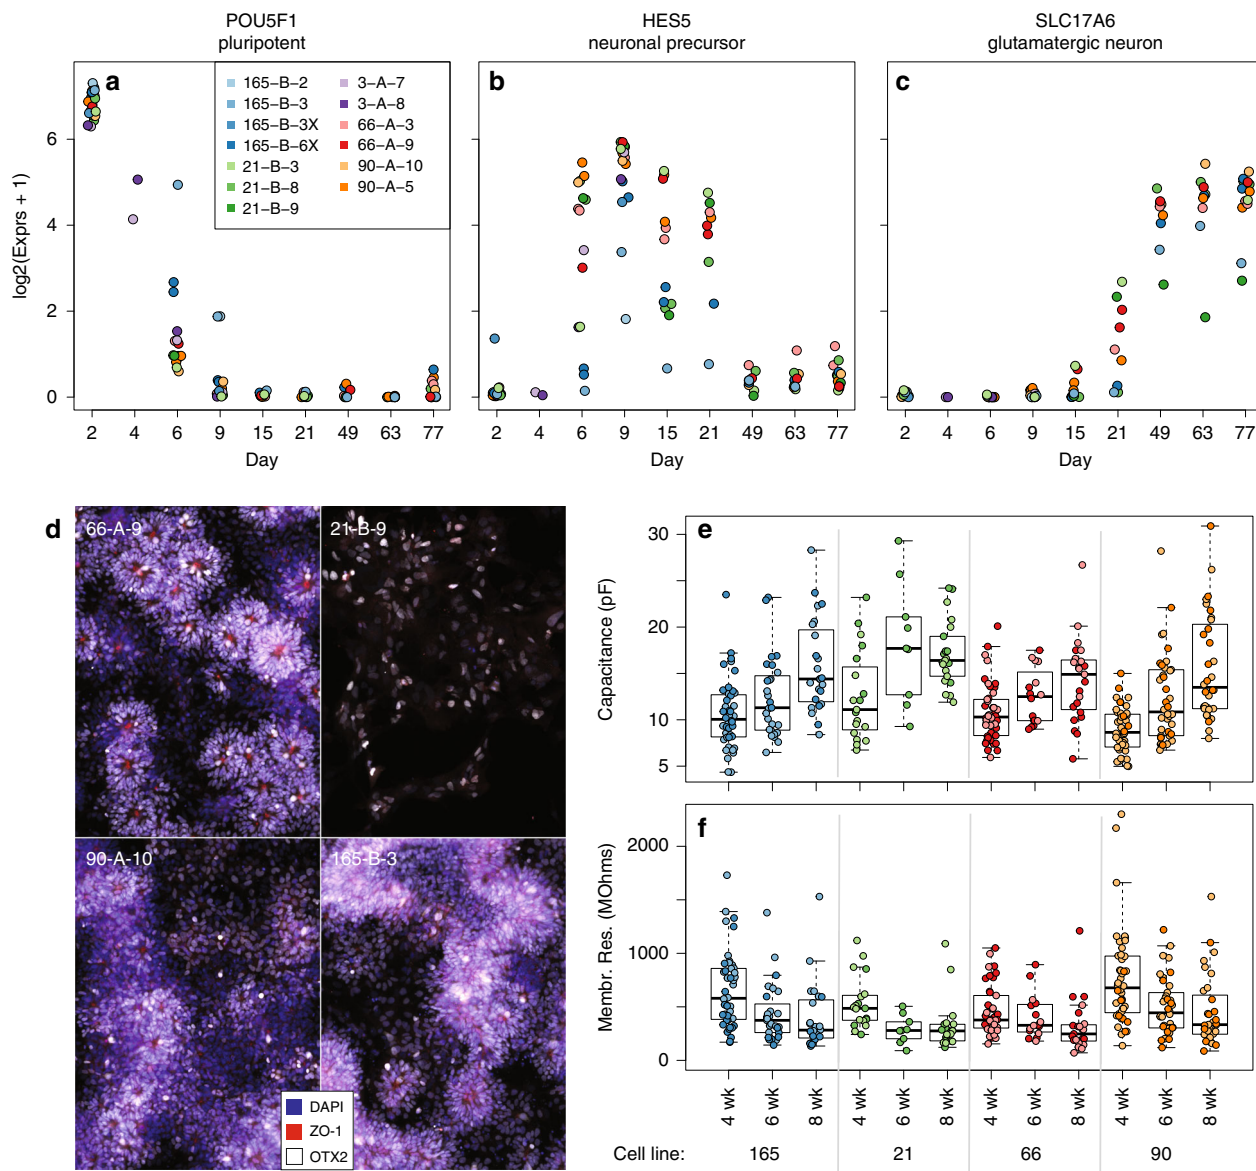 POU5F1
pluripotent
HES5
neuronal precursor
SLC17A6
glutamatergic neuron
a
b
c
165–B–2
165–B–3
165–B–3X
165–B–6X
21–B–3
21–B–8
21–B–9
3–A–7
3–A–8
66–A–3
66–A–9
90–A–10
90–A–5
log2(Exprs + 1)
6
4
2
0
2 4 6 9 15 21 49 63 77
2 4 6 9 15 21 49 63 77
2 4 6 9 15 21 49 63 77
Day
Day
Day
d
66-A-9
21-B-9
90-A-10
165-B-3
DAPI
ZO-1
OTX2
e
Capacitance (pF)
30
20
10
5
f
Membr. Res. (MOhms)
2000
1000
0
4 wk 6 wk 8 wk 4 wk 6 wk 8 wk 4 wk 6 wk 8 wk 4 wk 6 wk 8 wk
Cell line: 165 21 66 90